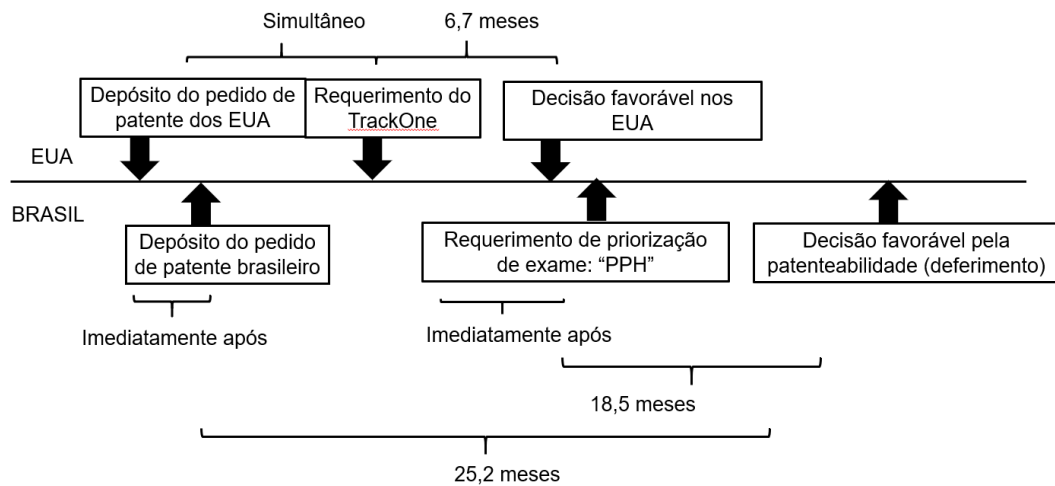 Simultâneo
6,7 meses
Depósito do pedido de
patente dos EUA
Requerimento do
TrackOne
Decisão favorável nos
EUA
EUA
BRASIL
Depósito do pedido
de patente brasileiro
Requerimento de priorização
de exame: “PPH”
Decisão favorável pela
patenteabilidade (deferimento)
Imediatamente após
Imediatamente após
18,5 meses
25,2 meses